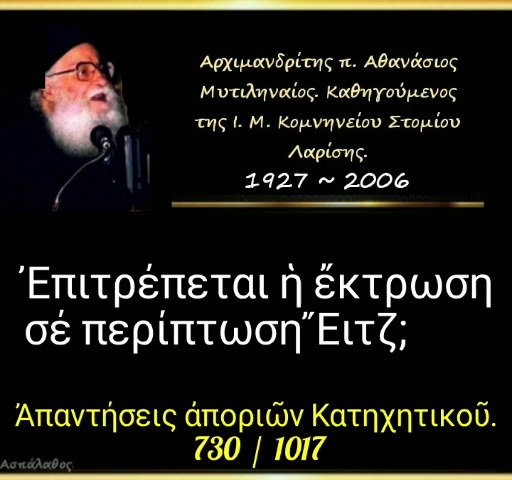 Αρχιμανδρίτης π. Αθανάσιος
Μυτιληναίος. Καθηγούμενος
της Ι. Μ. Κομνηνείου Στομίου
Λαρίσης.
1927 ~ 2006
Ἐπιτρέπεται ἡ ἔκτρωση
σέ περίπτωση Ἔιτζ;
Ἀπαντήσεις ἀποριῶν Κατηχητικοῦ.
730 / 1017
Ασπάλαθος